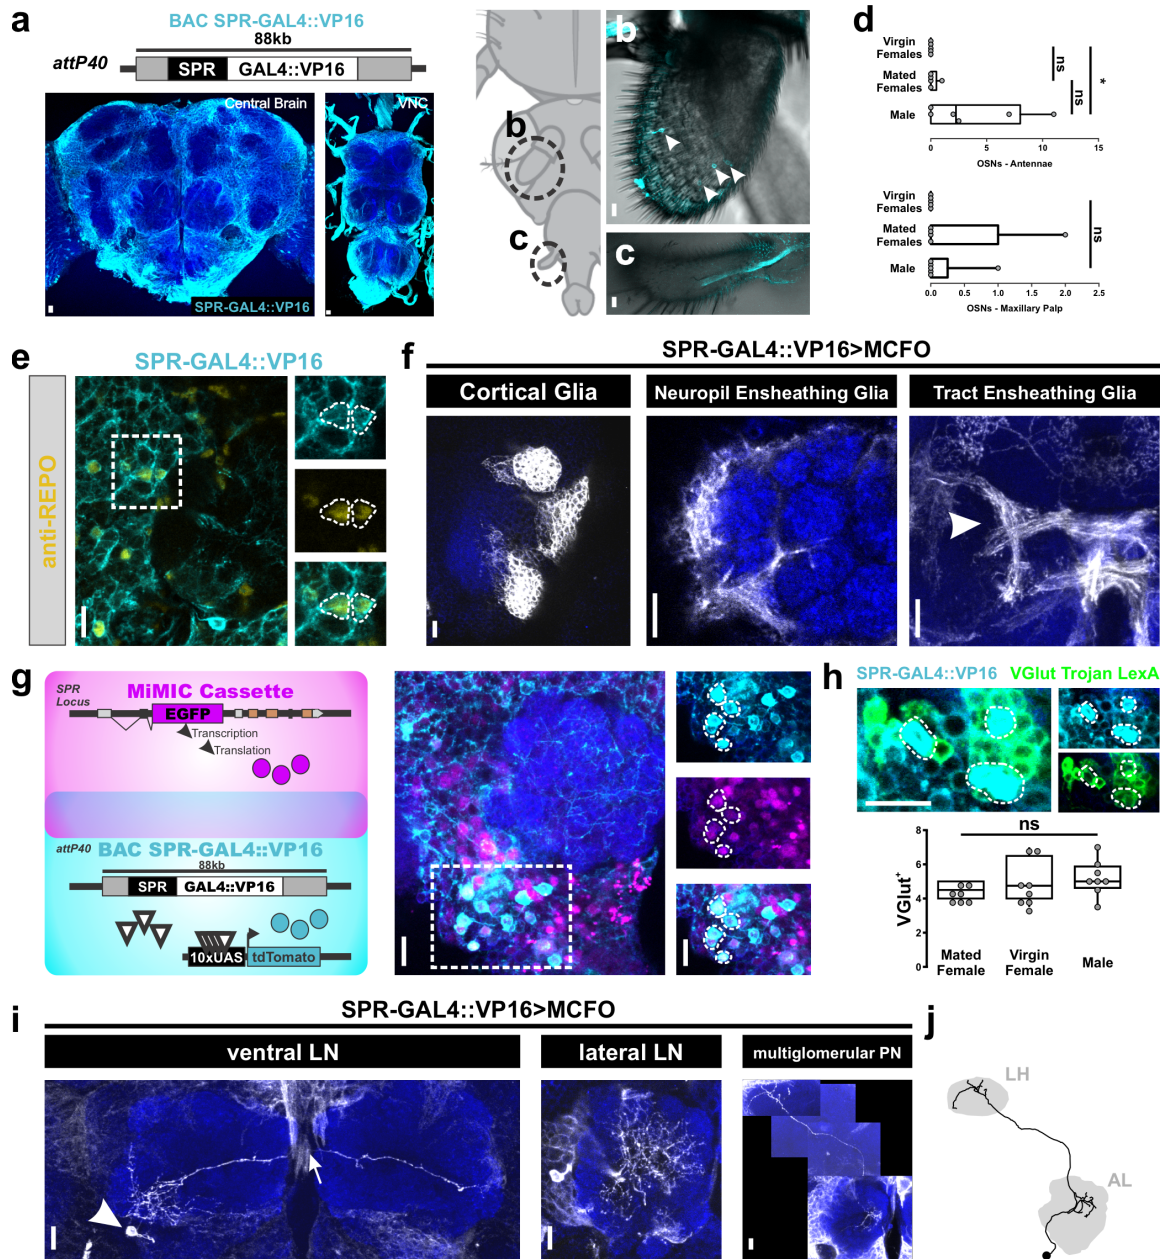 a
BAC SPR-GAL4::VP16
88kb
attP40
SPR
GAL4::VP16
Central Brain
VNC
SPR-GAL4::VP16
b
c
b
c
d
Virgin
Females
Mated
Females
Male
ns
ns
*
0
5
10
15
OSNs - Antennae
Virgin
Females
Mated
Females
Male
ns
0.0
0.5
1.0
1.5
2.0
2.5
OSNs - Maxillary Palp
e
SPR-GAL4::VP16
anti-REPO
f
SPR-GAL4::VP16>MCFO
Cortical Glia
Neuropil Ensheathing Glia
Tract Ensheathing Glia
g
SPR
Locus
MiMIC Cassette
EGFP
Transcription
Translation
attP40
BAC SPR-GAL4::VP16
88kb
SPR
GAL4::VP16
10xUAS
tdTomato
h
SPR-GAL4::VP16
VGlut Trojan LexA
ns
VGlut+
8
6
4
2
0
Mated
Female
Virgin
Female
Male
i
SPR-GAL4::VP16>MCFO
ventral LN
lateral LN
multiglomerular PN
j
LH
AL